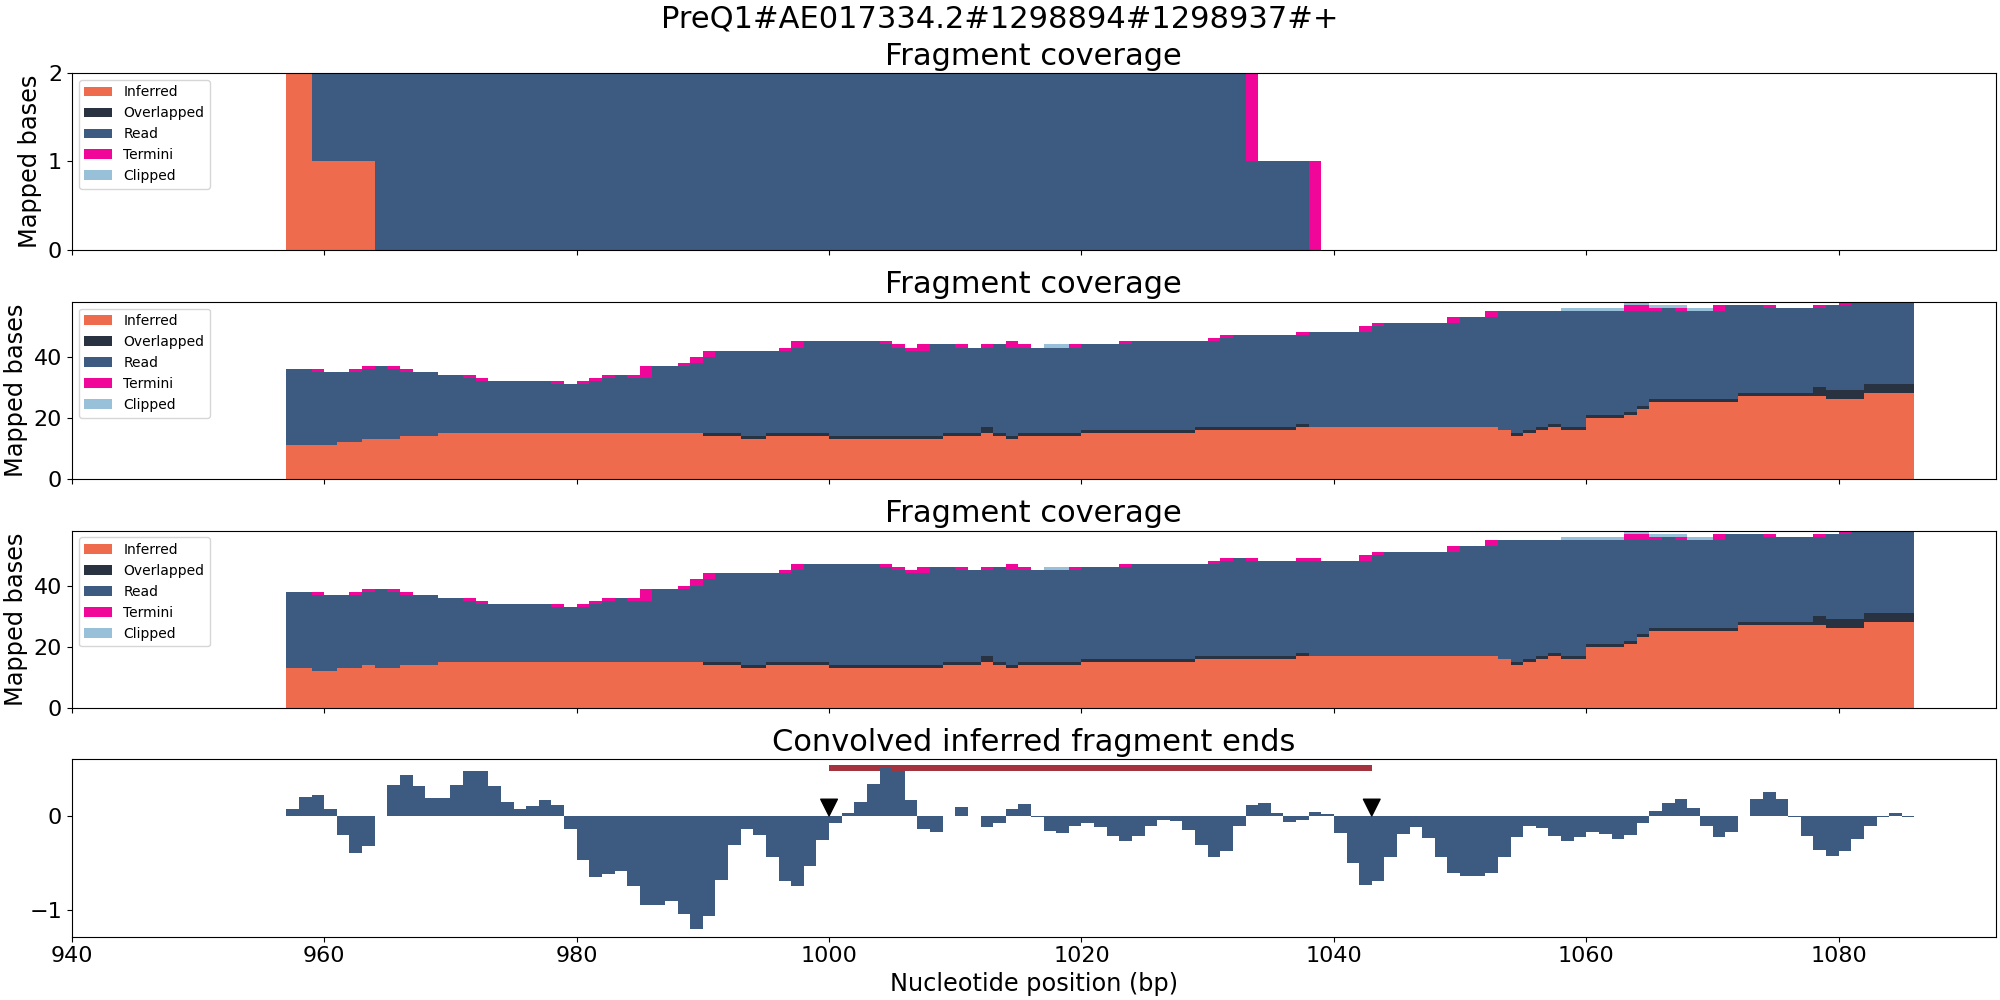 PreQ1#AE017334.2#1298894#1298937#+
Fragment coverage
Mapped bases
2
1
0
Inferred
Overlapped
Read
Termini
Clipped
Fragment coverage
Mapped bases
40
20
0
Inferred
Overlapped
Read
Termini
Clipped
Fragment coverage
Mapped bases
40
20
0
Inferred
Overlapped
Read
Termini
Clipped
Convolved inferred fragment ends
0
−1
940 960 980 1000 1020 1040 1060 1080
Nucleotide position (bp)